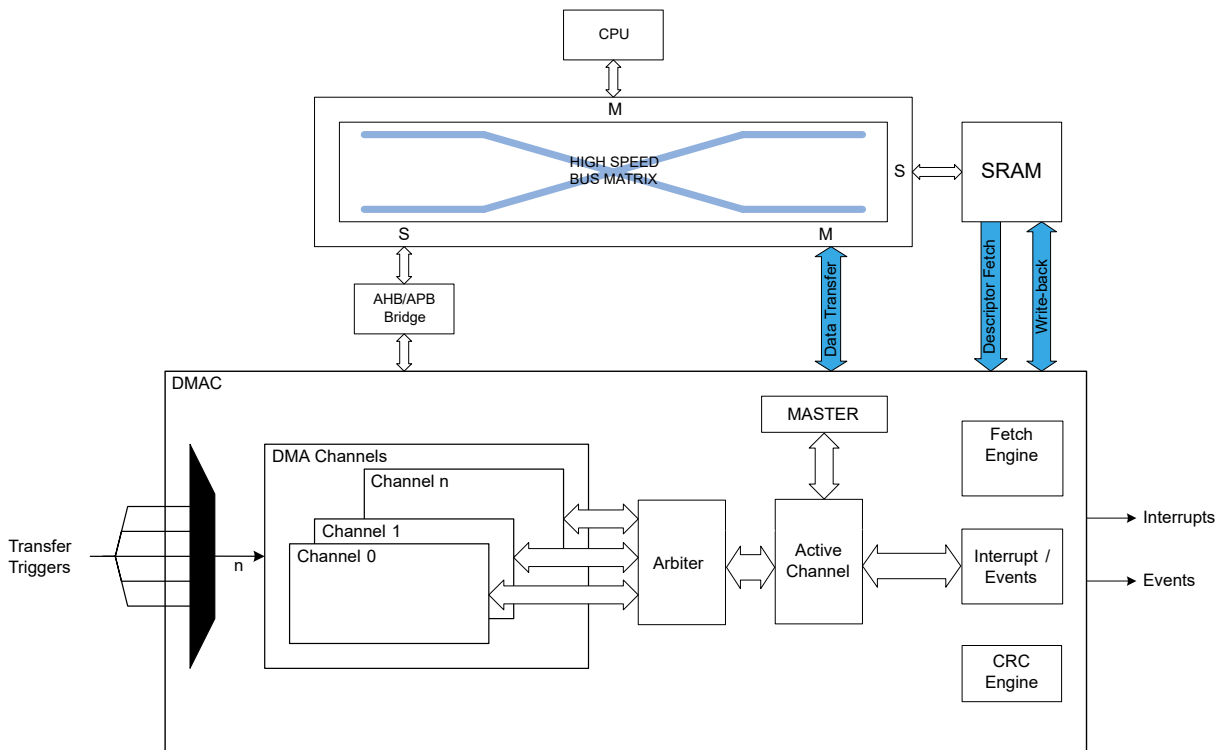 CPU
M
HIGH SPEED
BUS MATRIX
S
SRAM
S
M
AHB/APB
Bridge
Data Transfer
Descriptor Fetch
Write-back
DMAC
MASTER
Fetch
Engine
DMA Channels
Channel n
Channel 1
Channel 0
Transfer
Triggers
n
Arbiter
Active
Channel
Interrupt /
Events
Interrupts
Events
CRC
Engine